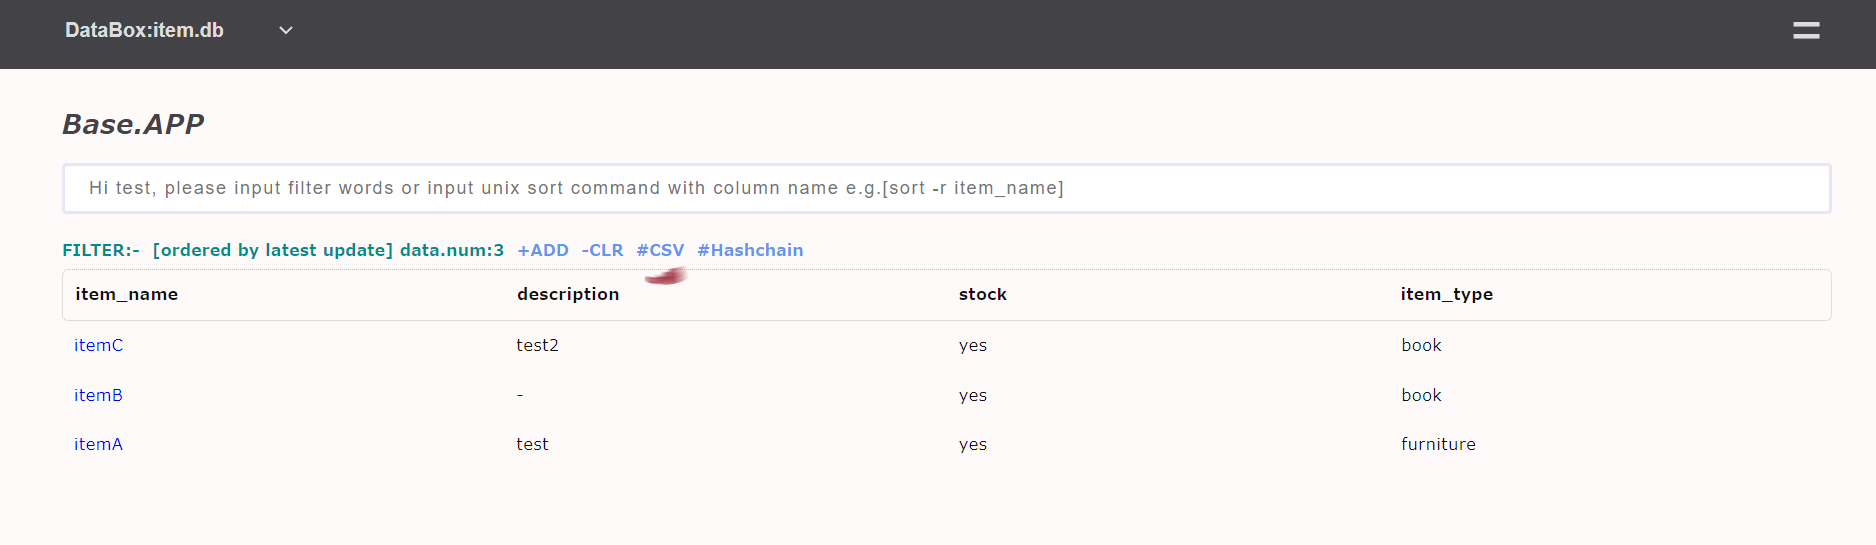 DataBox:item.db
Base.APP
Hi test, please input filter words or input unix sort command with column name e.g.[sort -r item_name]
FILTER:- [ordered by latest update] data.num:3 +ADD -CLR #CSV #Hashchain
item_name description stock item_type
itemC test2 yes book
itemB - yes book
itemA test yes furniture